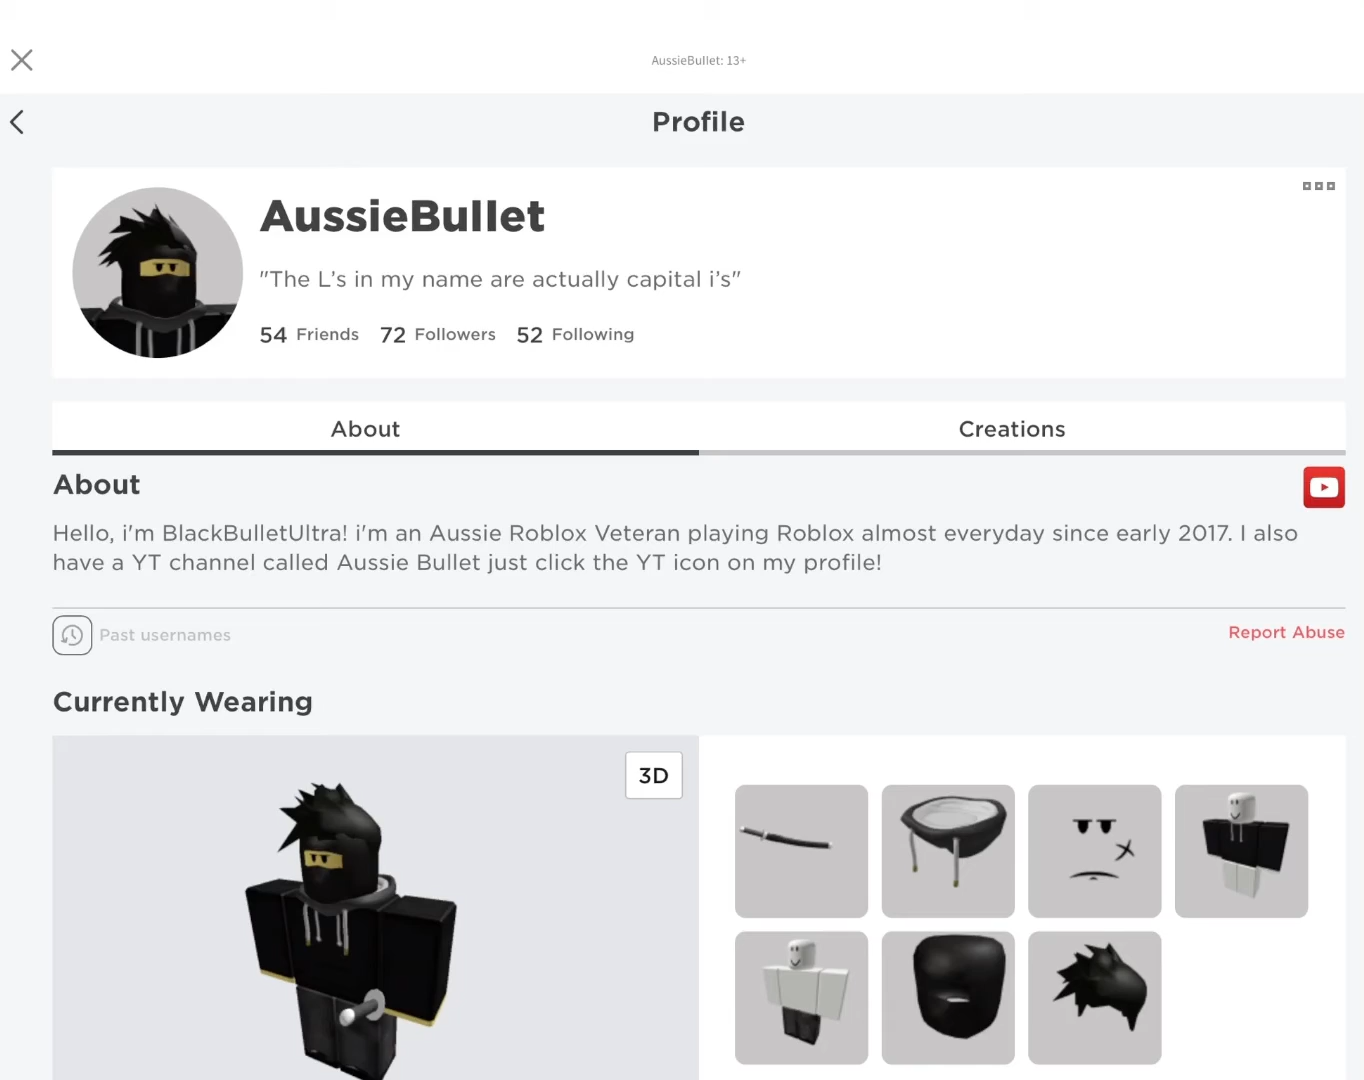 AussieBuIIet: 13+
Profile
AussieBuIIet
"The L’s in my name are actually capital i’s"
54 Friends 72 Followers 52 Following
About
Creations
About
Hello, i'm BlackBulletUltra! i'm an Aussie Roblox Veteran playing Roblox almost everyday since early 2017. I also
have a YT channel called Aussie Bullet just click the YT icon on my profile!
Past usernames
Report Abuse
Currently Wearing
3D